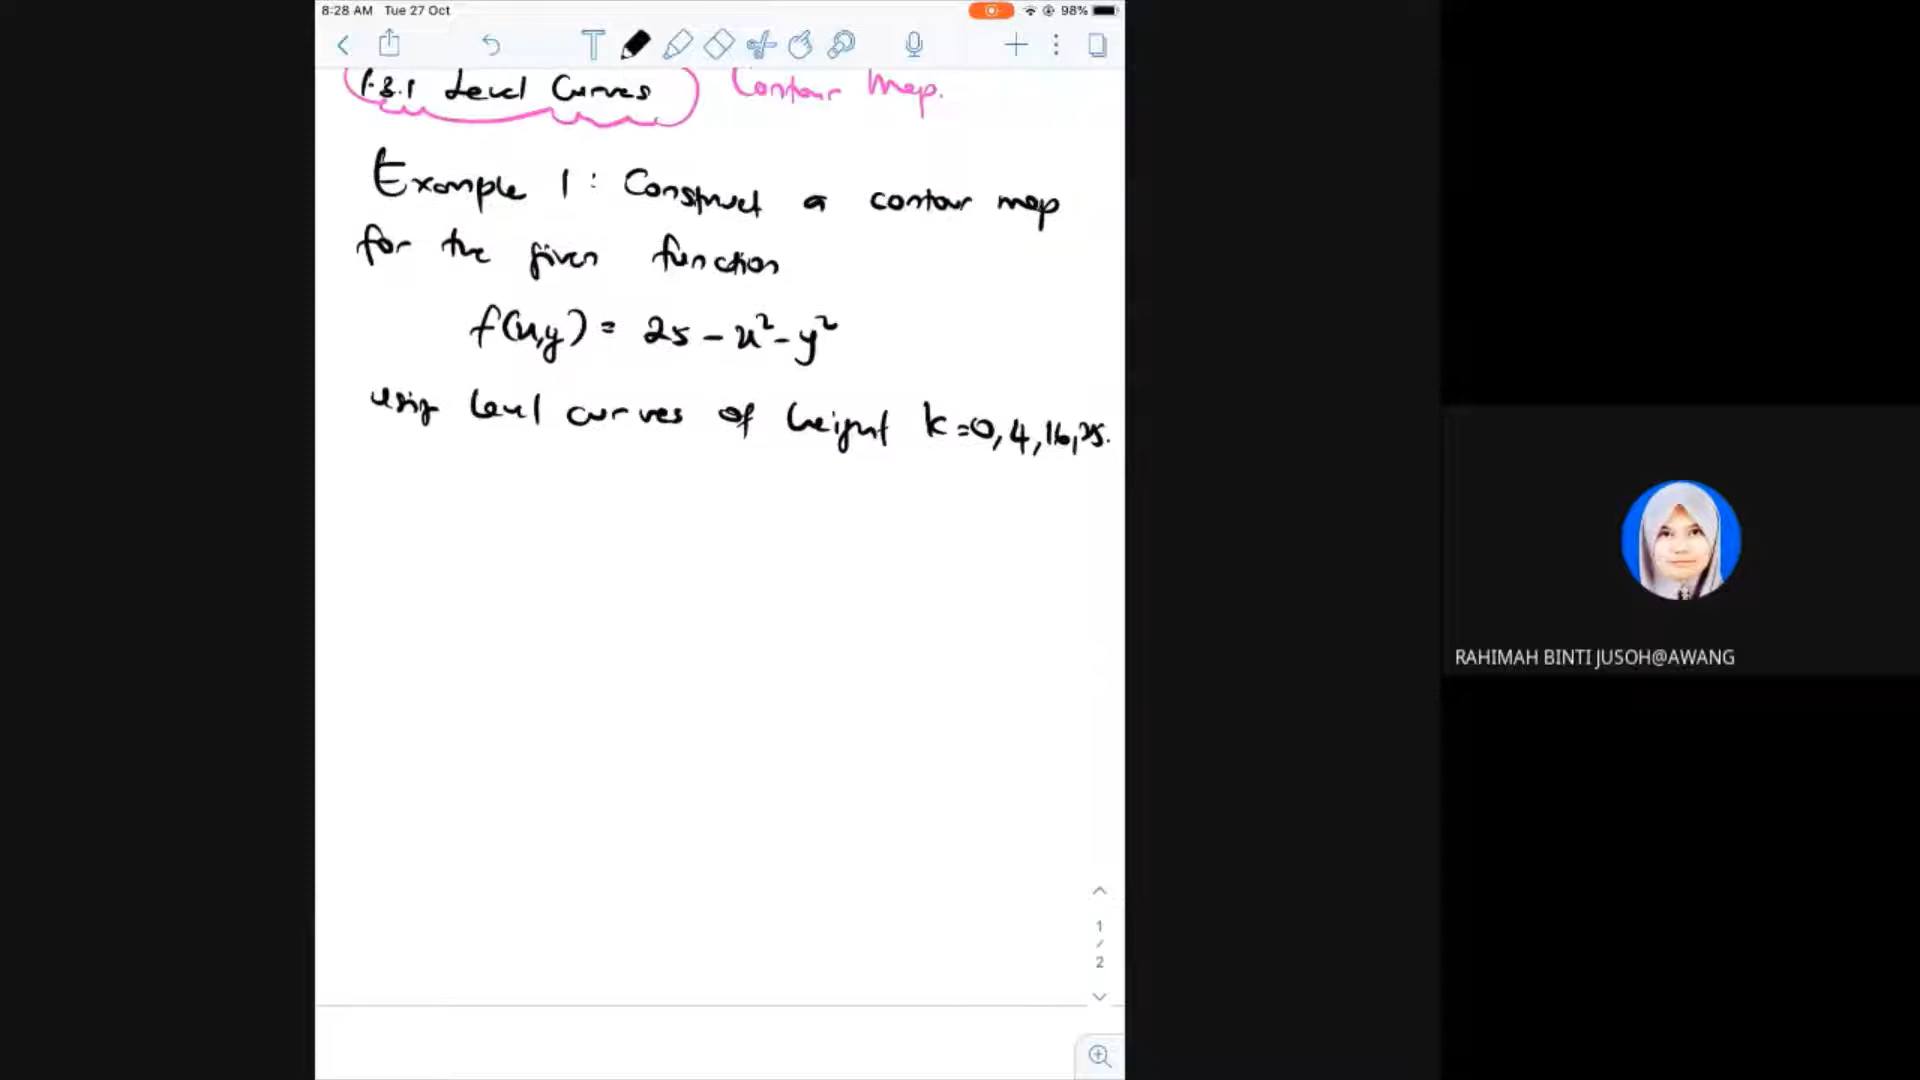 8:28 AM Tue 27 Oct 98%
1.3.1 Level Curves Contour Map.
Example 1 : Construct a contour map
for the given function
f(x,y) = 25 - x² - y²
using level curves of height k=0, 4, 16, 25.
RAHIMAH BINTI JUSOH@AWANG
1
/
2